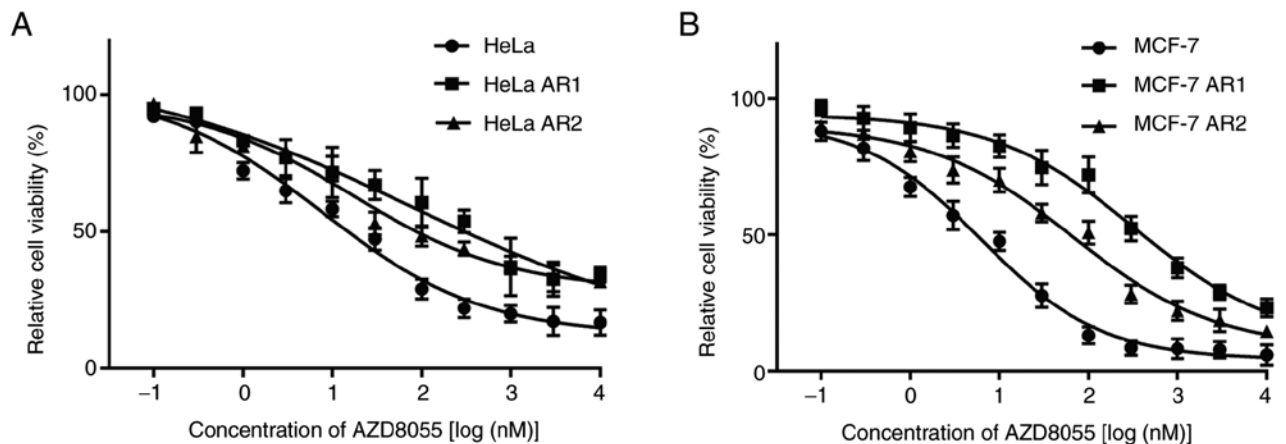 A
HeLa
HeLa AR1
HeLa AR2
Relative cell viability (%)
100
50
0
−1 0 1 2 3 4
Concentration of AZD8055 [log (nM)]
B
MCF-7
MCF-7 AR1
MCF-7 AR2
Relative cell viability (%)
100
50
0
−1 0 1 2 3 4
Concentration of AZD8055 [log (nM)]